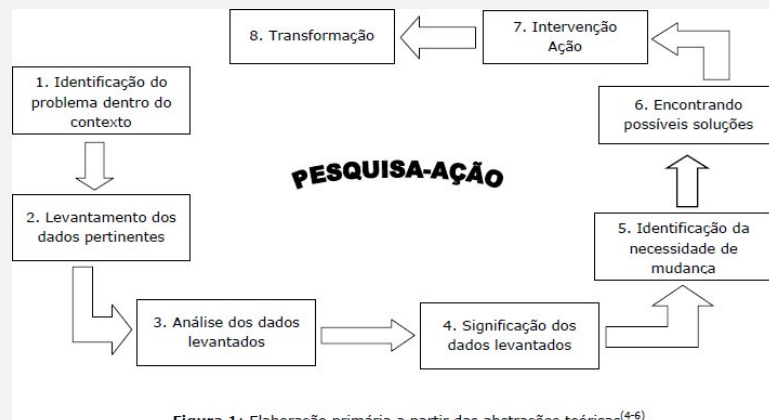 1. Identificação do
problema dentro do
contexto
2. Levantamento dos
dados pertinentes
3. Análise dos dados
levantados
4. Significação dos
dados levantados
5. Identificação da
necessidade de
mudança
6. Encontrando
possíveis soluções
7. Intervenção
Ação
8. Transformação
PESQUISA-AÇÃO
Figura 1: Elaboração primária a partir das abstrações teóricas(4-6)